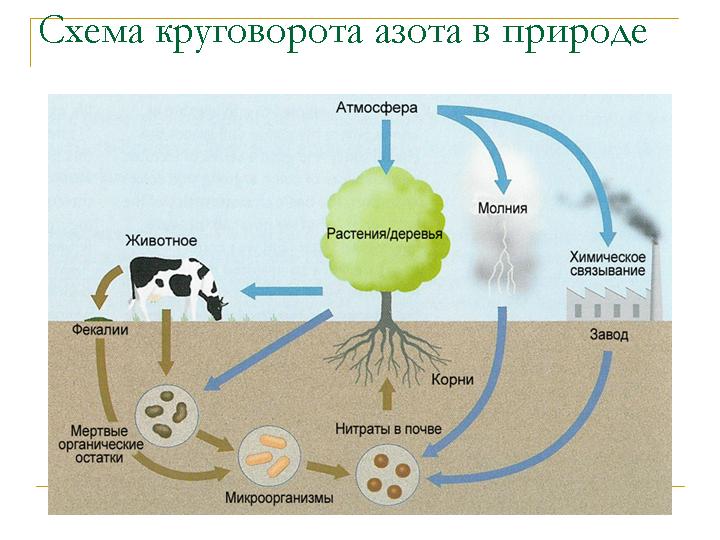 Схема круговорота азота в природе
Атмосфера
Молния
Растения/деревья
Животное
Химическое
связывание
Фекалии
Завод
Корни
Мертвые
органические
остатки
Нитраты в почве
Микроорганизмы